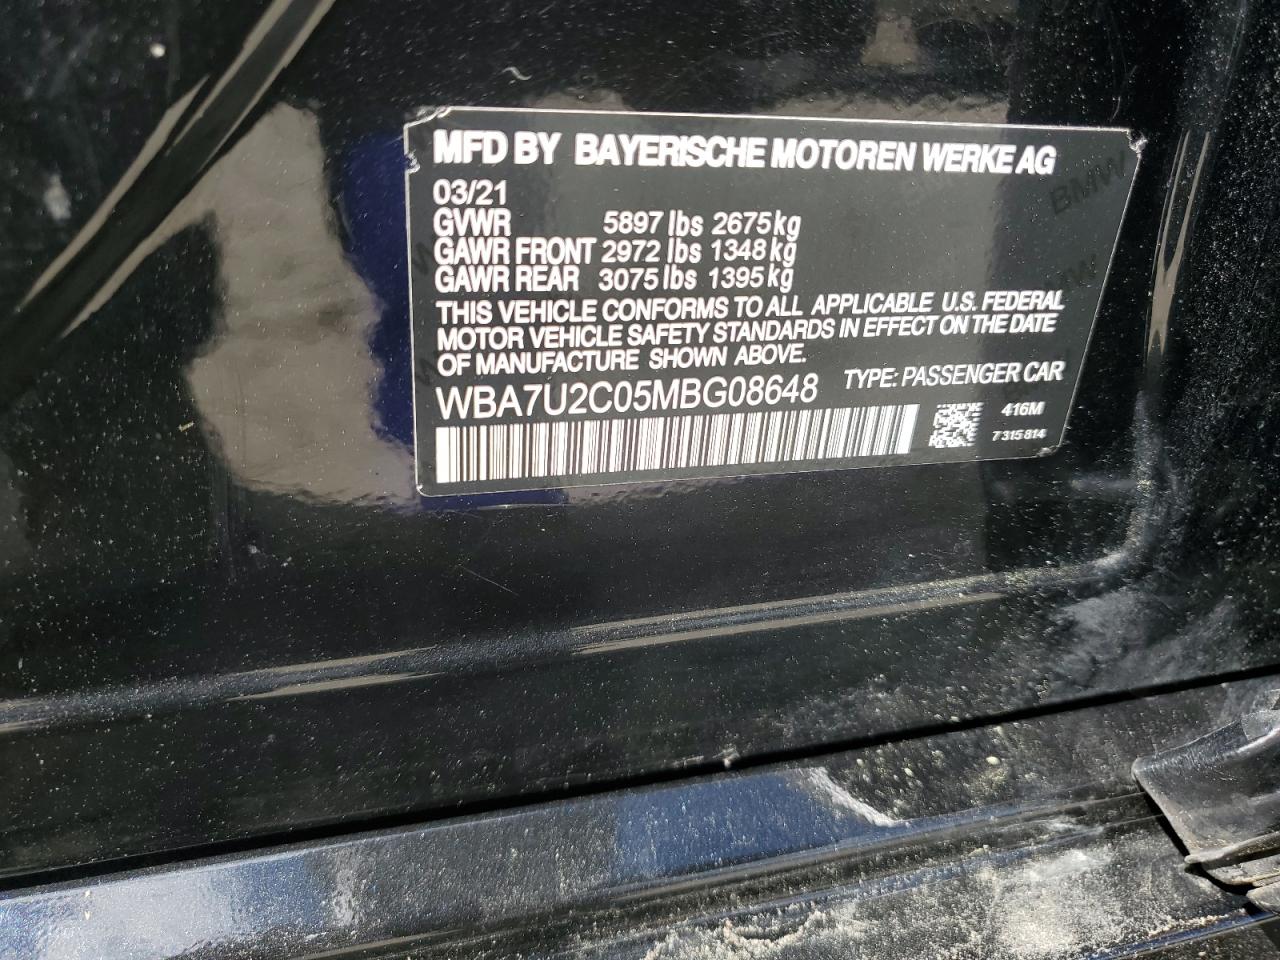 MFD BY BAYERISCHE MOTOREN WERKE AG
03/21
GVWR 5897 lbs 2675 kg
GAWR FRONT 2972 lbs 1348 kg
GAWR REAR 3075 lbs 1395 kg
THIS VEHICLE CONFORMS TO ALL APPLICABLE U.S. FEDERAL
MOTOR VEHICLE SAFETY STANDARDS IN EFFECT ON THE DATE
OF MANUFACTURE SHOWN ABOVE.
WBA7U2C05MBG08648 TYPE: PASSENGER CAR
416M
7 315 814
BMW